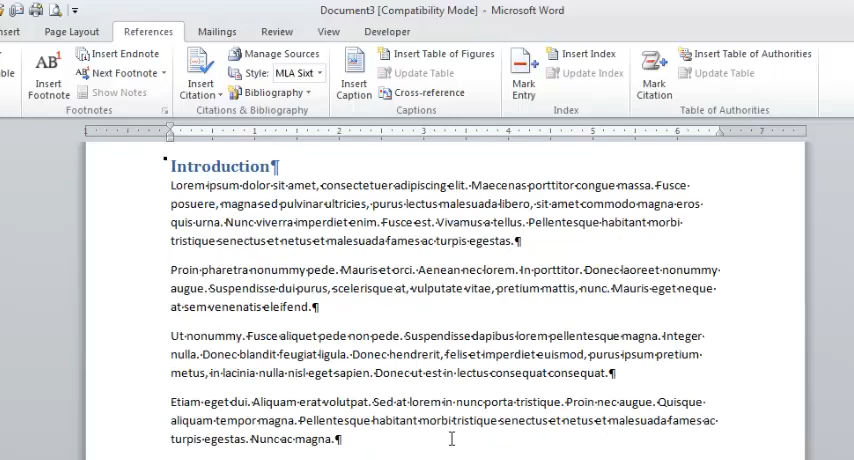 Document3 [Compatibility Mode] - Microsoft Word
Page Layout References Mailings Review View Developer
AB¹ Insert Endnote Manage Sources Insert Table of Figures Insert Index Insert Table of Authorities
Next Footnote Style: MLA Sixt Update Table Update Index Update Table
Insert Footnote Show Notes Insert Citation Bibliography Insert Caption Cross-reference Mark Entry Mark Citation
Footnotes Citations & Bibliography Captions Index Table of Authorities
1 1 2 3 4 5 6 7
Introduction¶
Lorem·ipsum·dolor·sit·amet,·consectetuer·adipiscing·elit.·Maecenas·porttitor·congue·massa.·Fusce·
posuere,·magna·sed·pulvinar·ultricies,·purus·lectus·malesuada·libero,·sit·amet·commodo·magna·eros·
quis·urna.·Nunc·viverra·imperdiet·enim.·Fusce·est.·Vivamus·a·tellus.·Pellentesque·habitant·morbi·
tristique·senectus·et·netus·et·malesuada·fames·ac·turpis·egestas.¶
Proin·pharetra·nonummy·pede.·Mauris·et·orci.·Aenean·nec·lorem.·In·porttitor.·Donec·laoreet·nonummy·
augue.·Suspendisse·dui·purus,·scelerisque·at,·vulputate·vitae,·pretium·mattis,·nunc.·Mauris·eget·neque·
at·sem·venenatis·eleifend.¶
Ut·nonummy.·Fusce·aliquet·pede·non·pede.·Suspendisse·dapibus·lorem·pellentesque·magna.·Integer·
nulla.·Donec·blandit·feugiat·ligula.·Donec·hendrerit,·felis·et·imperdiet·euismod,·purus·ipsum·pretium·
metus,·in·lacinia·nulla·nisl·eget·sapien.·Donec·ut·est·in·lectus·consequat·consequat.¶
Etiam·eget·dui.·Aliquam·erat·volutpat.·Sed·at·lorem·in·nunc·porta·tristique.·Proin·nec·augue.·Quisque·
aliquam·tempor·magna.·Pellentesque·habitant·morbi·tristique·senectus·et·netus·et·malesuada·fames·ac·
turpis·egestas.·Nunc·ac·magna.¶